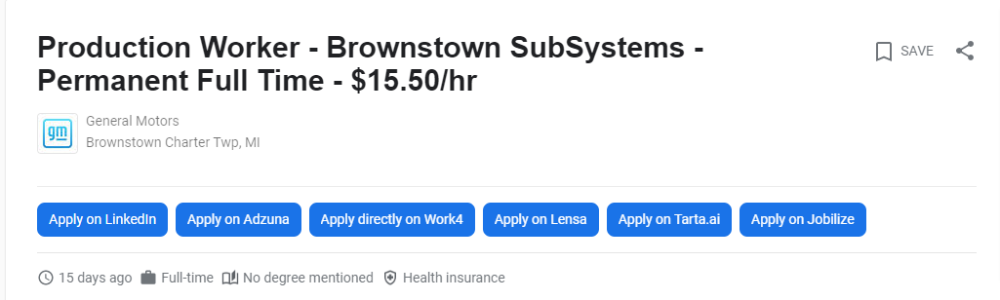 Production Worker - Brownstown SubSystems -
Permanent Full Time - $15.50/hr
SAVE
gm
General Motors
Brownstown Charter Twp, MI
Apply on LinkedIn Apply on Adzuna Apply directly on Work4 Apply on Lensa Apply on Tarta.ai Apply on Jobilize
15 days ago Full-time No degree mentioned Health insurance